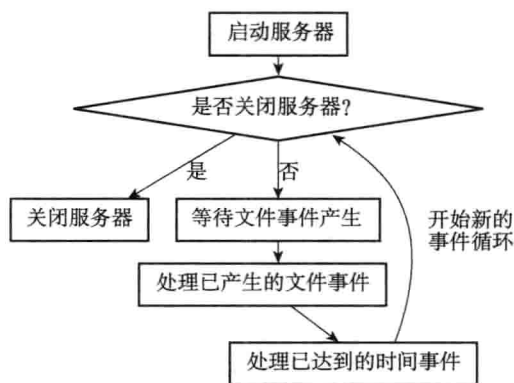 启动服务器
是否关闭服务器?
是
否
关闭服务器
等待文件事件产生
开始新的
事件循环
处理已产生的文件事件
处理已达到的时间事件